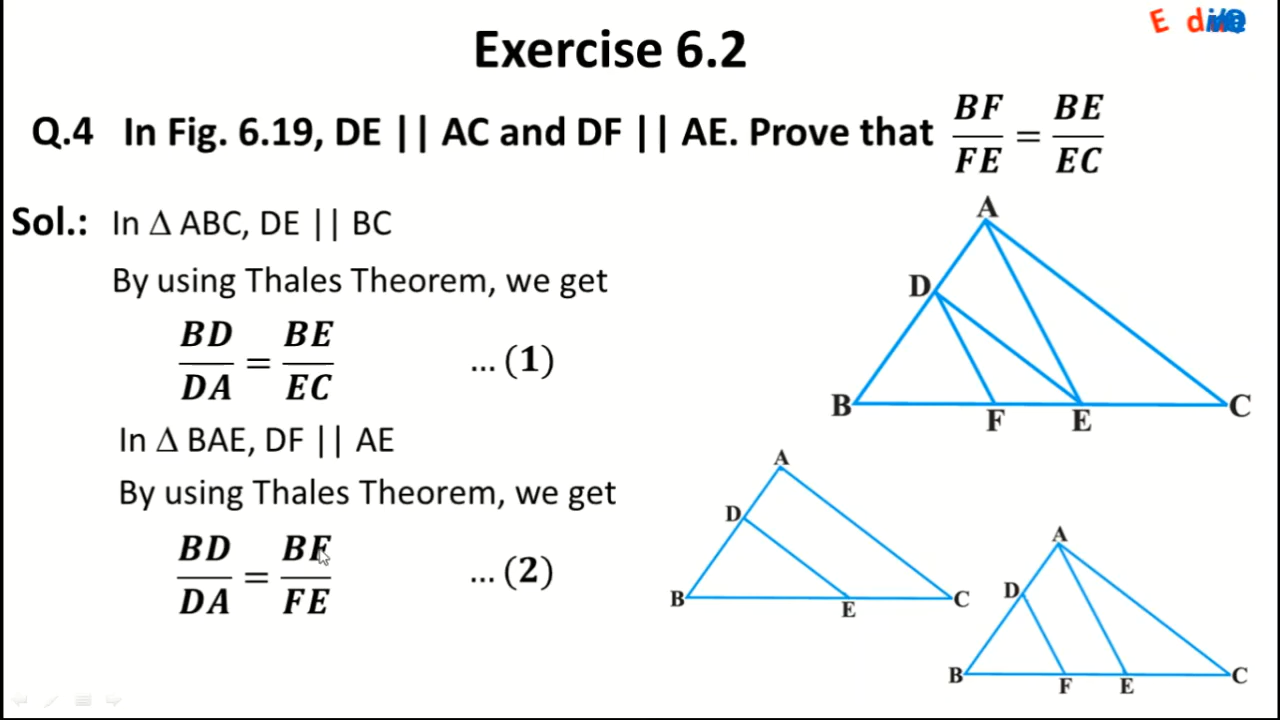 Exercise 6.2
Q.4 In Fig. 6.19, DE || AC and DF || AE. Prove that BF/FE = BE/EC
Sol.: In Δ ABC, DE || BC
By using Thales Theorem, we get
BD/DA = BE/EC ... (1)
In Δ BAE, DF || AE
By using Thales Theorem, we get
BD/DA = BF/FE ... (2)
A
D
B F E C
A
D
B E C
A
D
B F E C